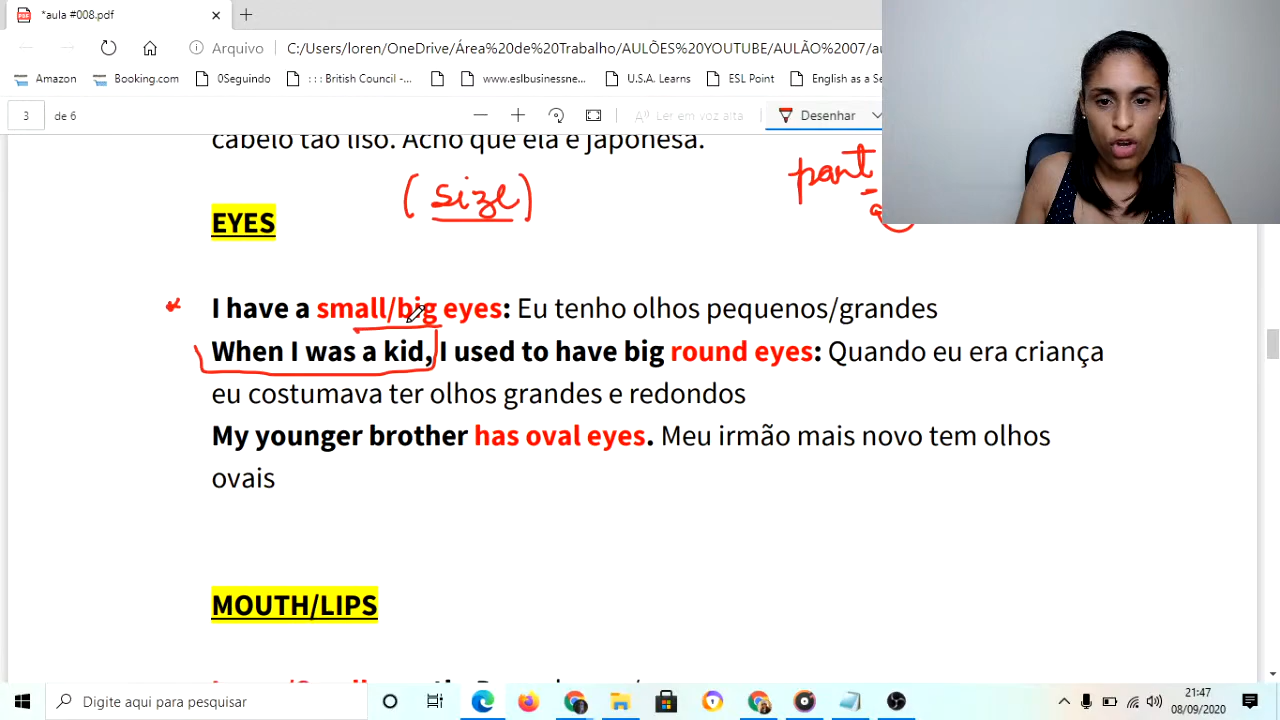 *aula #008.pdf
Arquivo C:/Users/loren/OneDrive/Área%20de%20Trabalho/AULÕES%20YOUTUBE/AULÃO%2007/au
Amazon Booking.com 0Seguindo : : : British Council -... www.eslbusinessne... U.S.A. Learns ESL Point English as a Se
3 de 6 Ler em voz alta Desenhar
cabelo tão liso. Acho que ela é japonesa.
(size) part
EYES
I have a small/big eyes: Eu tenho olhos pequenos/grandes
When I was a kid, I used to have big round eyes: Quando eu era criança
eu costumava ter olhos grandes e redondos
My younger brother has oval eyes. Meu irmão mais novo tem olhos
ovais
MOUTH/LIPS
Digite aqui para pesquisar
21:47
08/09/2020